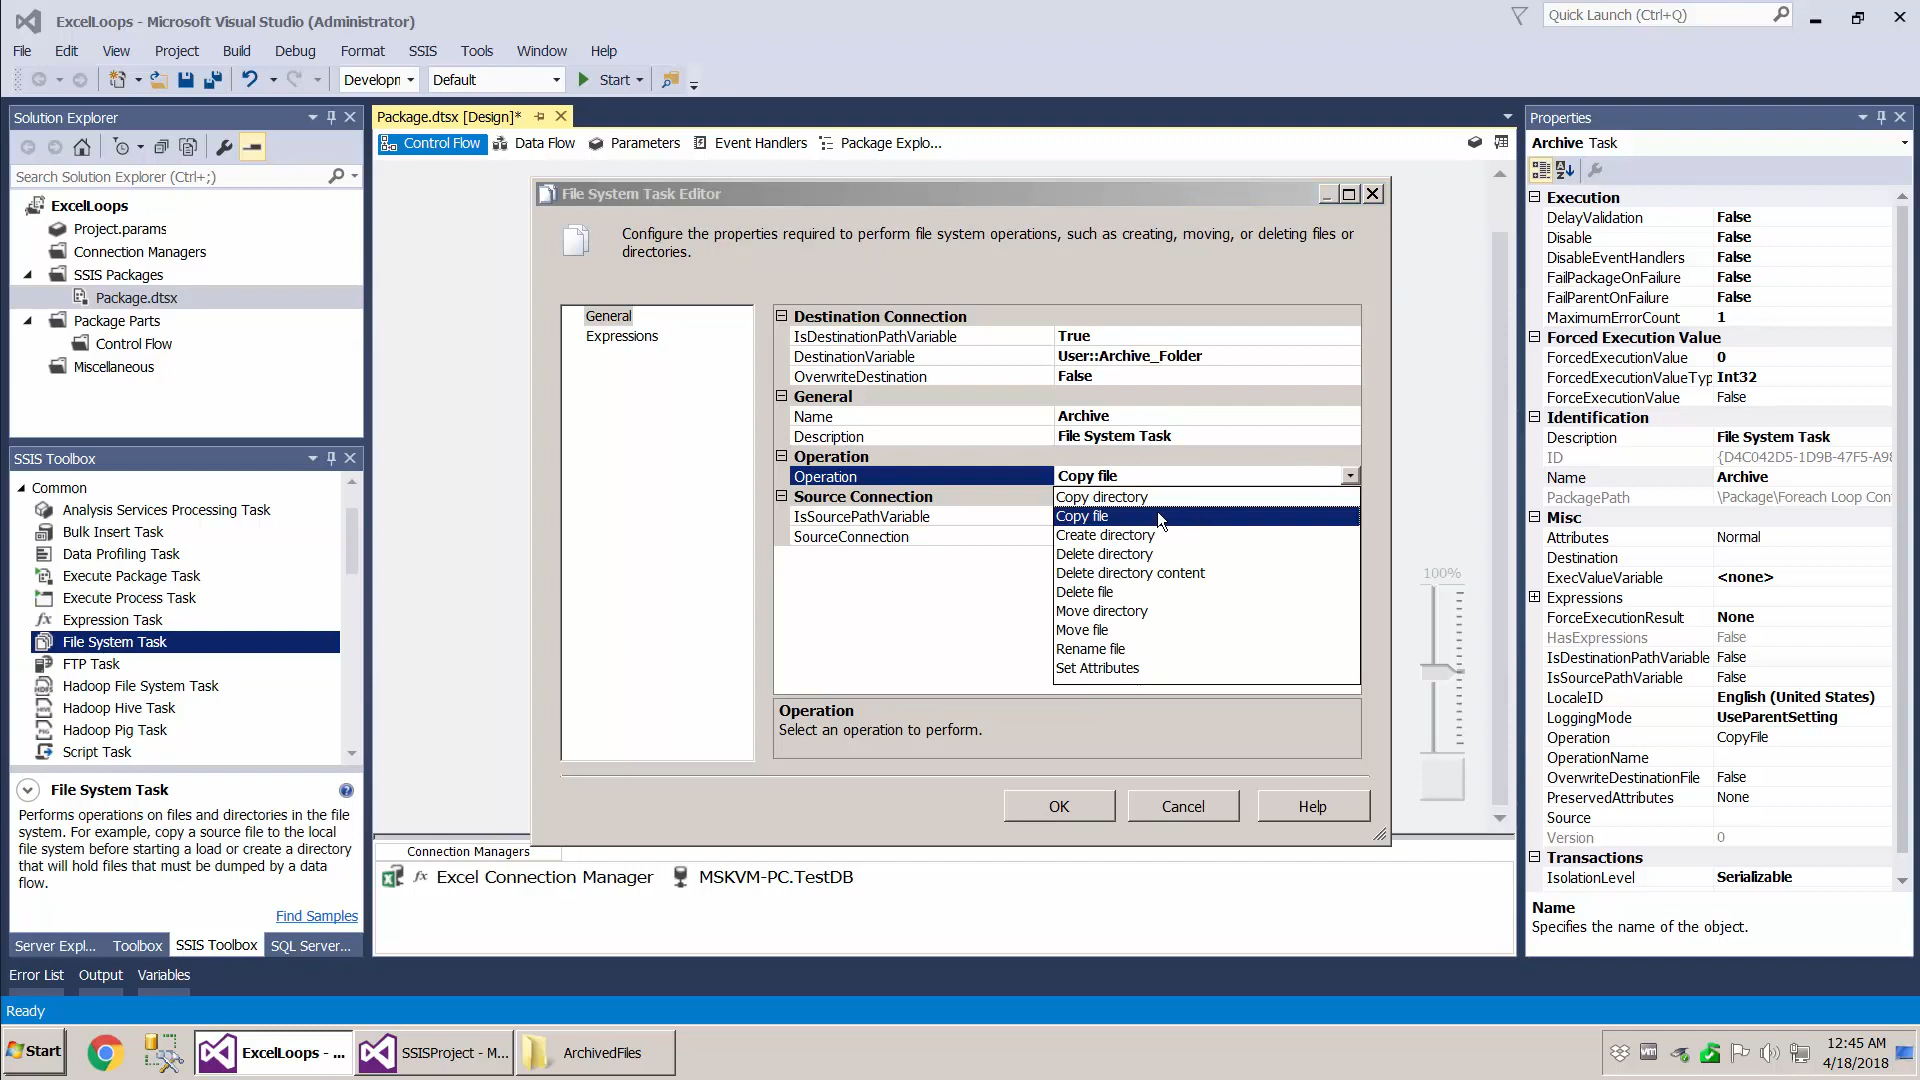 ExcelLoops - Microsoft Visual Studio (Administrator)
Quick Launch (Ctrl+Q)
File Edit View Project Build Debug Format SSIS Tools Window Help
Developn Default Start
Solution Explorer
Search Solution Explorer (Ctrl+;)
ExcelLoops
Project.params
Connection Managers
SSIS Packages
Package.dtsx
Package Parts
Control Flow
Miscellaneous
SSIS Toolbox
Common
Analysis Services Processing Task
Bulk Insert Task
Data Profiling Task
Execute Package Task
Execute Process Task
Expression Task
File System Task
FTP Task
Hadoop File System Task
Hadoop Hive Task
Hadoop Pig Task
Script Task
File System Task
Performs operations on files and directories in the file
system. For example, copy a source file to the local
file system before starting a load or create a directory
that will hold files that must be dumped by a data
flow.
Find Samples
Server Expl... Toolbox SSIS Toolbox SQL Server...
Package.dtsx [Design]*
Control Flow Data Flow Parameters Event Handlers Package Explo...
File System Task Editor
Configure the properties required to perform file system operations, such as creating, moving, or deleting files or
directories.
General
Expressions
Destination Connection
IsDestinationPathVariable True
DestinationVariable User::Archive_Folder
OverwriteDestination False
General
Name Archive
Description File System Task
Operation
Operation Copy file
Source Connection
IsSourcePathVariable
SourceConnection
Copy directory
Copy file
Create directory
Delete directory
Delete directory content
Delete file
Move directory
Move file
Rename file
Set Attributes
Operation
Select an operation to perform.
OK Cancel Help
100%
Connection Managers
fx Excel Connection Manager MSKVM-PC.TestDB
Properties
Archive Task
Execution
DelayValidation False
Disable False
DisableEventHandlers False
FailPackageOnFailure False
FailParentOnFailure False
MaximumErrorCount 1
Forced Execution Value
ForcedExecutionValue 0
ForcedExecutionValueTyp Int32
ForceExecutionValue False
Identification
Description File System Task
ID {D4C042D5-1D9B-47F5-A98
Name Archive
PackagePath \Package\Foreach Loop Con
Misc
Attributes Normal
Destination
ExecValueVariable <none>
Expressions
ForceExecutionResult None
HasExpressions False
IsDestinationPathVariable False
IsSourcePathVariable False
LocaleID English (United States)
LoggingMode UseParentSetting
Operation CopyFile
OperationName
OverwriteDestinationFile False
PreservedAttributes None
Source
Version 0
Transactions
IsolationLevel Serializable
Name
Specifies the name of the object.
Error List Output Variables
Ready
Start ExcelLoops - ... SSISProject - M... ArchivedFiles
12:45 AM
4/18/2018